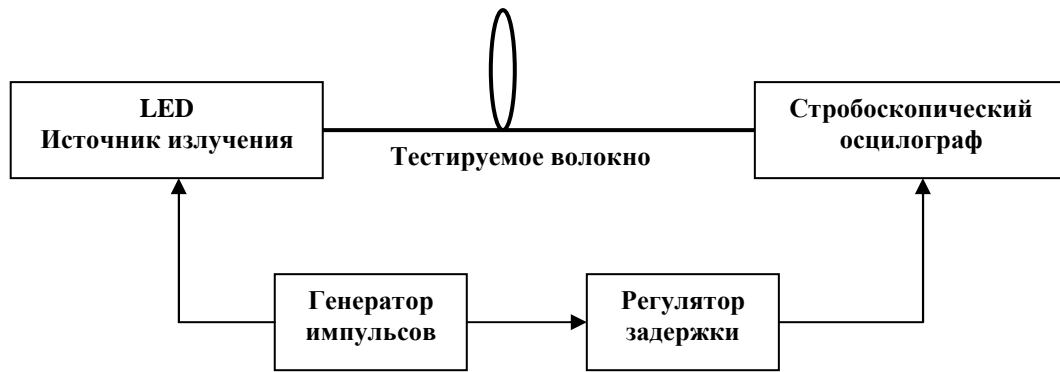 LED
Источник излучения
Стробоскопический
осцилограф
Тестируемое волокно
Генератор
импульсов
Регулятор
задержки